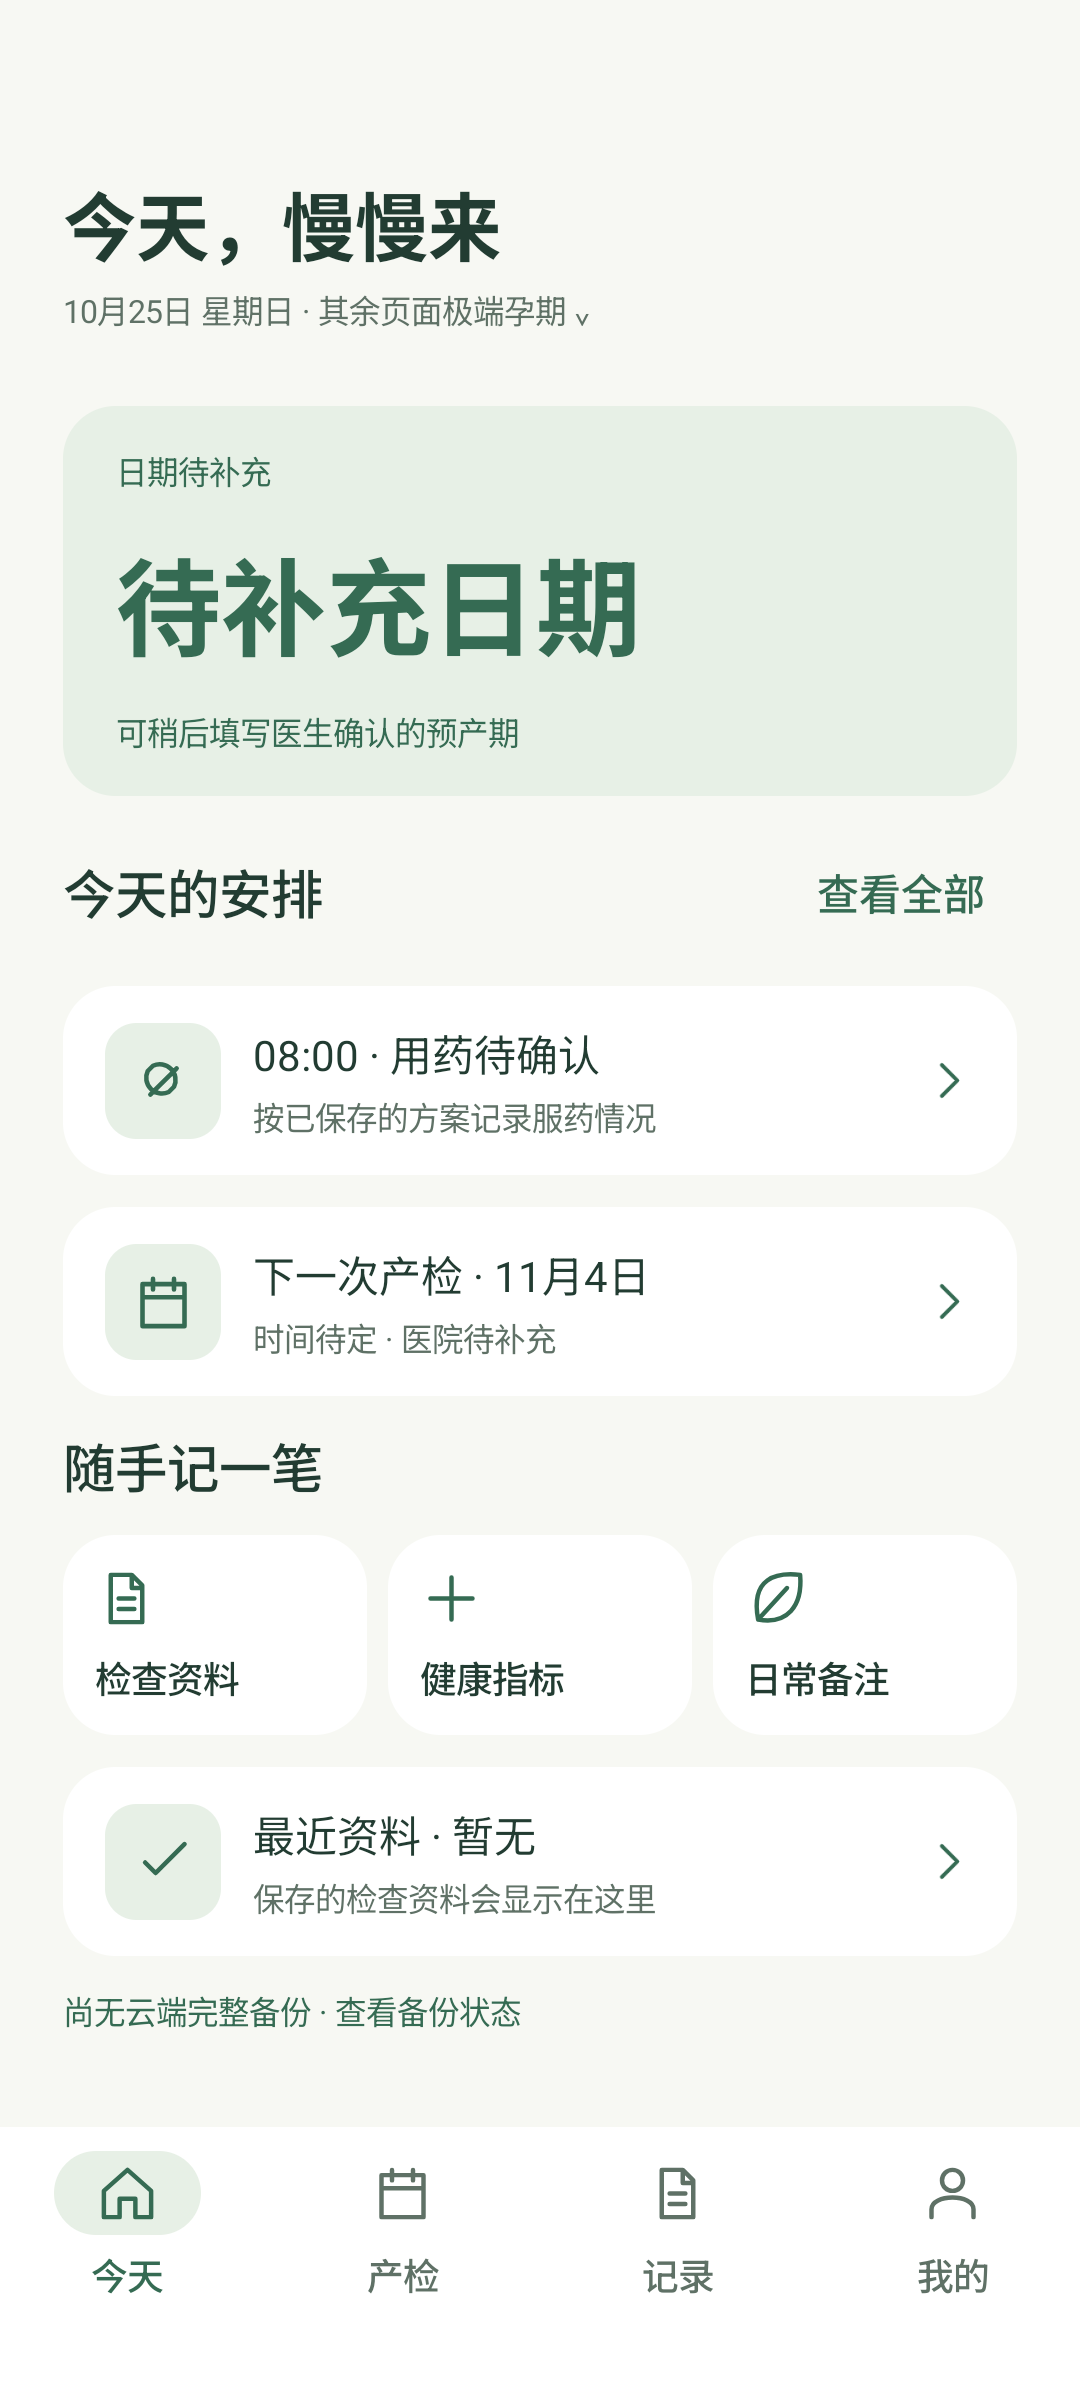 今天，慢慢来
10月25日 星期日 · 其余页面极端孕期
日期待补充
待补充日期
可稍后填写医生确认的预产期
今天的安排
查看全部
08:00 · 用药待确认
按已保存的方案记录服药情况
下一次产检 · 11月4日
时间待定 · 医院待补充
随手记一笔
检查资料
健康指标
日常备注
最近资料 · 暂无
保存的检查资料会显示在这里
尚无云端完整备份 · 查看备份状态
今天
产检
记录
我的